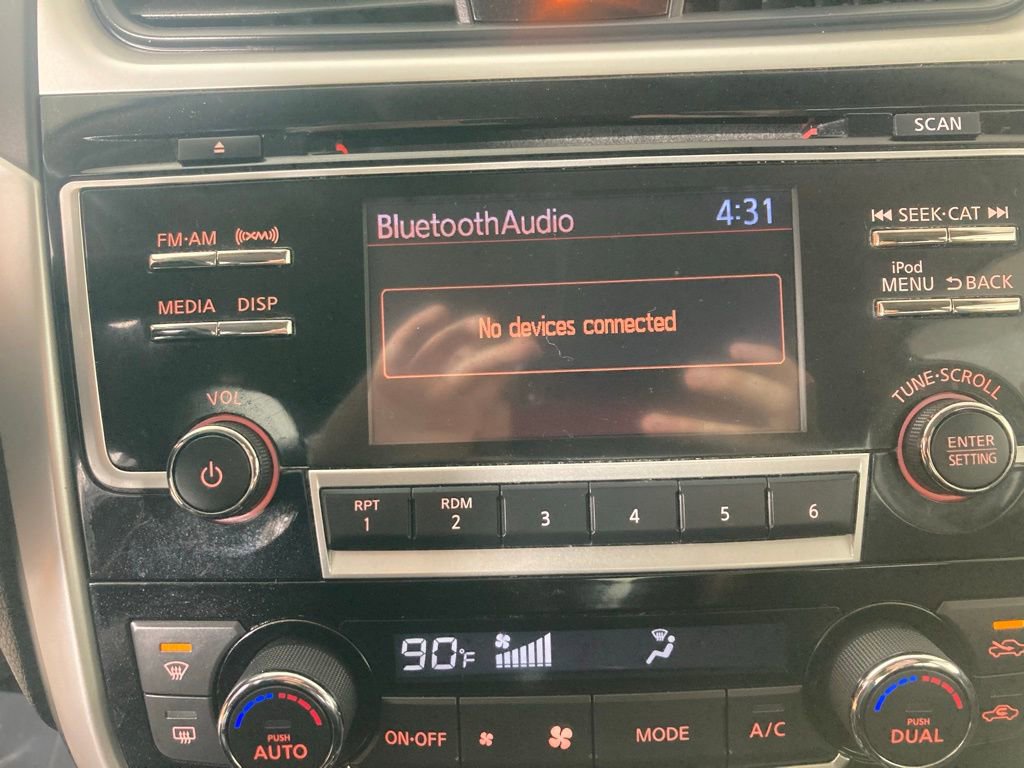 SCAN
BluetoothAudio 4:31
FM·AM ((XM))
SEEK·CAT
iPod
MENU BACK
MEDIA DISP
No devices connected
VOL
TUNE·SCROLL
ENTER
SETTING
RPT
1
RDM
2
3
4
5
6
90°F
PUSH
AUTO
ON·OFF
MODE
A/C
PUSH
DUAL